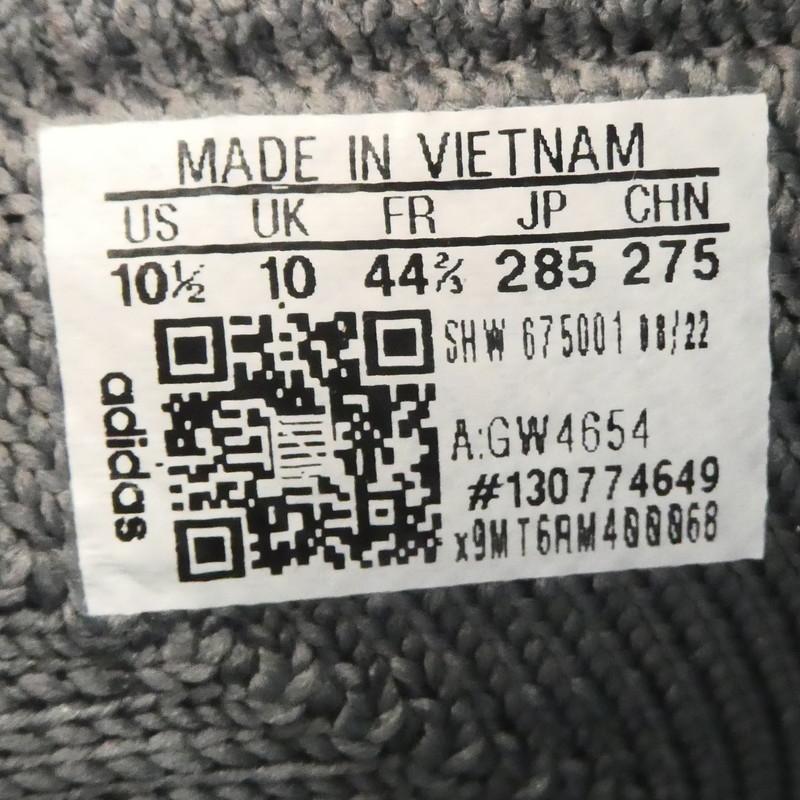 MADE IN VIETNAM
US UK FR JP CHN
10½ 10 44⅔ 285 275
SHW 675001 08/22
adidas
A:GW4654
#130774649
x9MT6AM400068